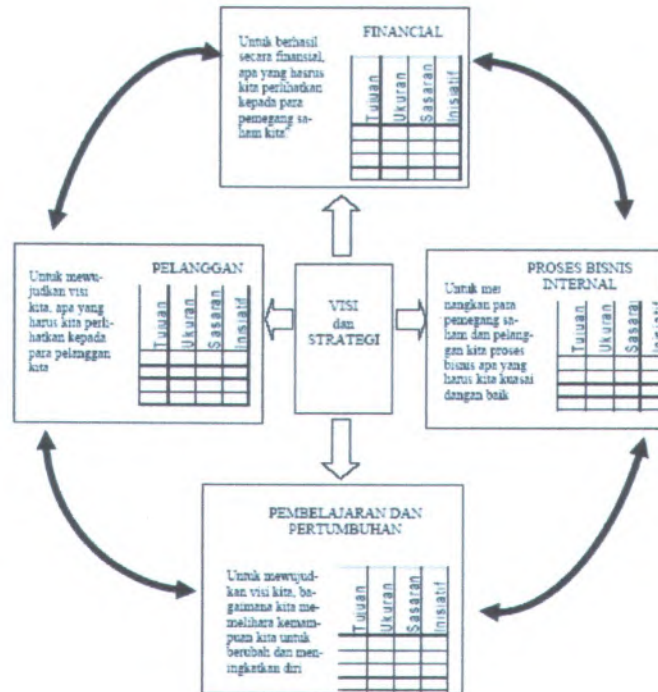 FINANCIAL
Untuk berhasil
secara finansial,
apa yang hasrus
kita perlihatkan
kepada para
pemegang sa-
ham kita
Tujuan
Ukuran
Sasaran
Inisiatif
PELANGGAN
Untuk mewu-
judkan visi
kita, apa yang
harus kita perli-
hatkan kepada
para pelanggan
kita
Tujuan
Ukuran
Sasaran
Inisiatif
VISI
dan
STRATEGI
PROSES BISNIS
INTERNAL
Untuk me
nangkan para
pemegang sa-
ham dan pelang-
gan kita proses
bisnis apa yang
harus kita kuasai
dangan baik
Tujuan
Ukuran
Sasaran
PEMBELAJARAN DAN
PERTUMBUHAN
Untuk mewujud-
kan visi kita, ba-
gaimana kita me-
melihara kemam-
puan kita untuk
berubah dan men-
ingkatkan diri
Tujuan
Ukuran
Sasaran
Inisiatif